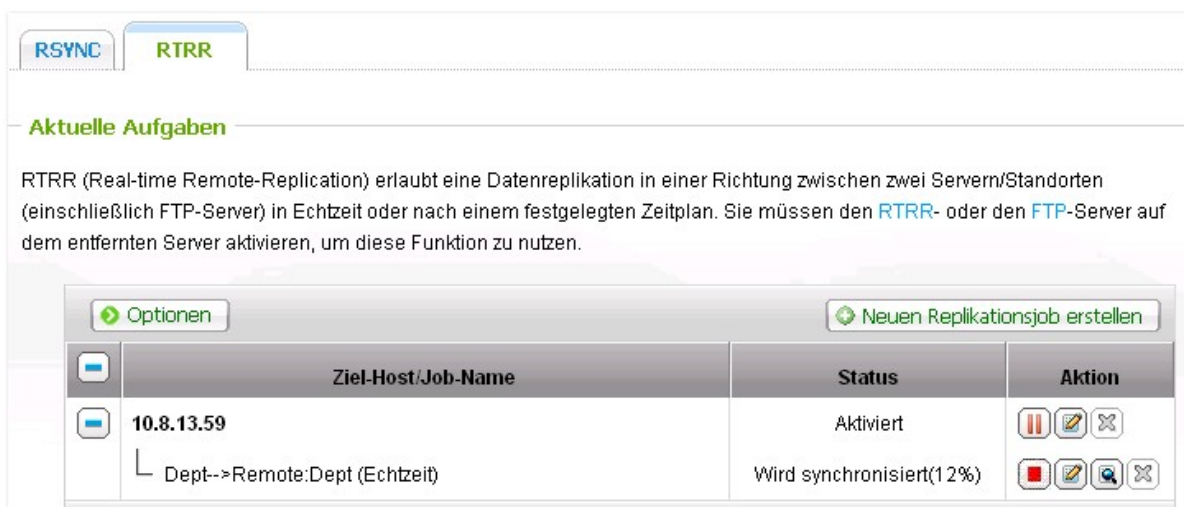 RSYNC RTRR
Aktuelle Aufgaben
RTRR (Real-time Remote-Replication) erlaubt eine Datenreplikation in einer Richtung zwischen zwei Servern/Standorten
(einschließlich FTP-Server) in Echtzeit oder nach einem festgelegten Zeitplan. Sie müssen den RTRR- oder den FTP-Server auf
dem entfernten Server aktivieren, um diese Funktion zu nutzen.
Optionen Neuen Replikationsjob erstellen
Ziel-Host/Job-Name Status Aktion
10.8.13.59 Aktiviert
Dept-->Remote:Dept (Echtzeit) Wird synchronisiert(12%)